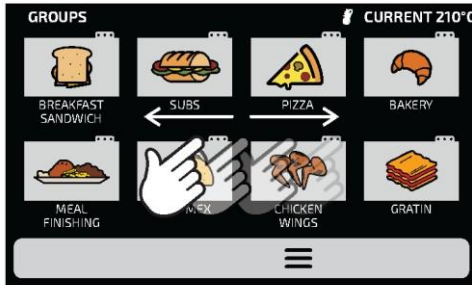 GROUPS
CURRENT 210°C
BREAKFAST
SANDWICH
SUBS
PIZZA
BAKERY
MEAL
FINISHING
MEX
CHICKEN
WINGS
GRATIN